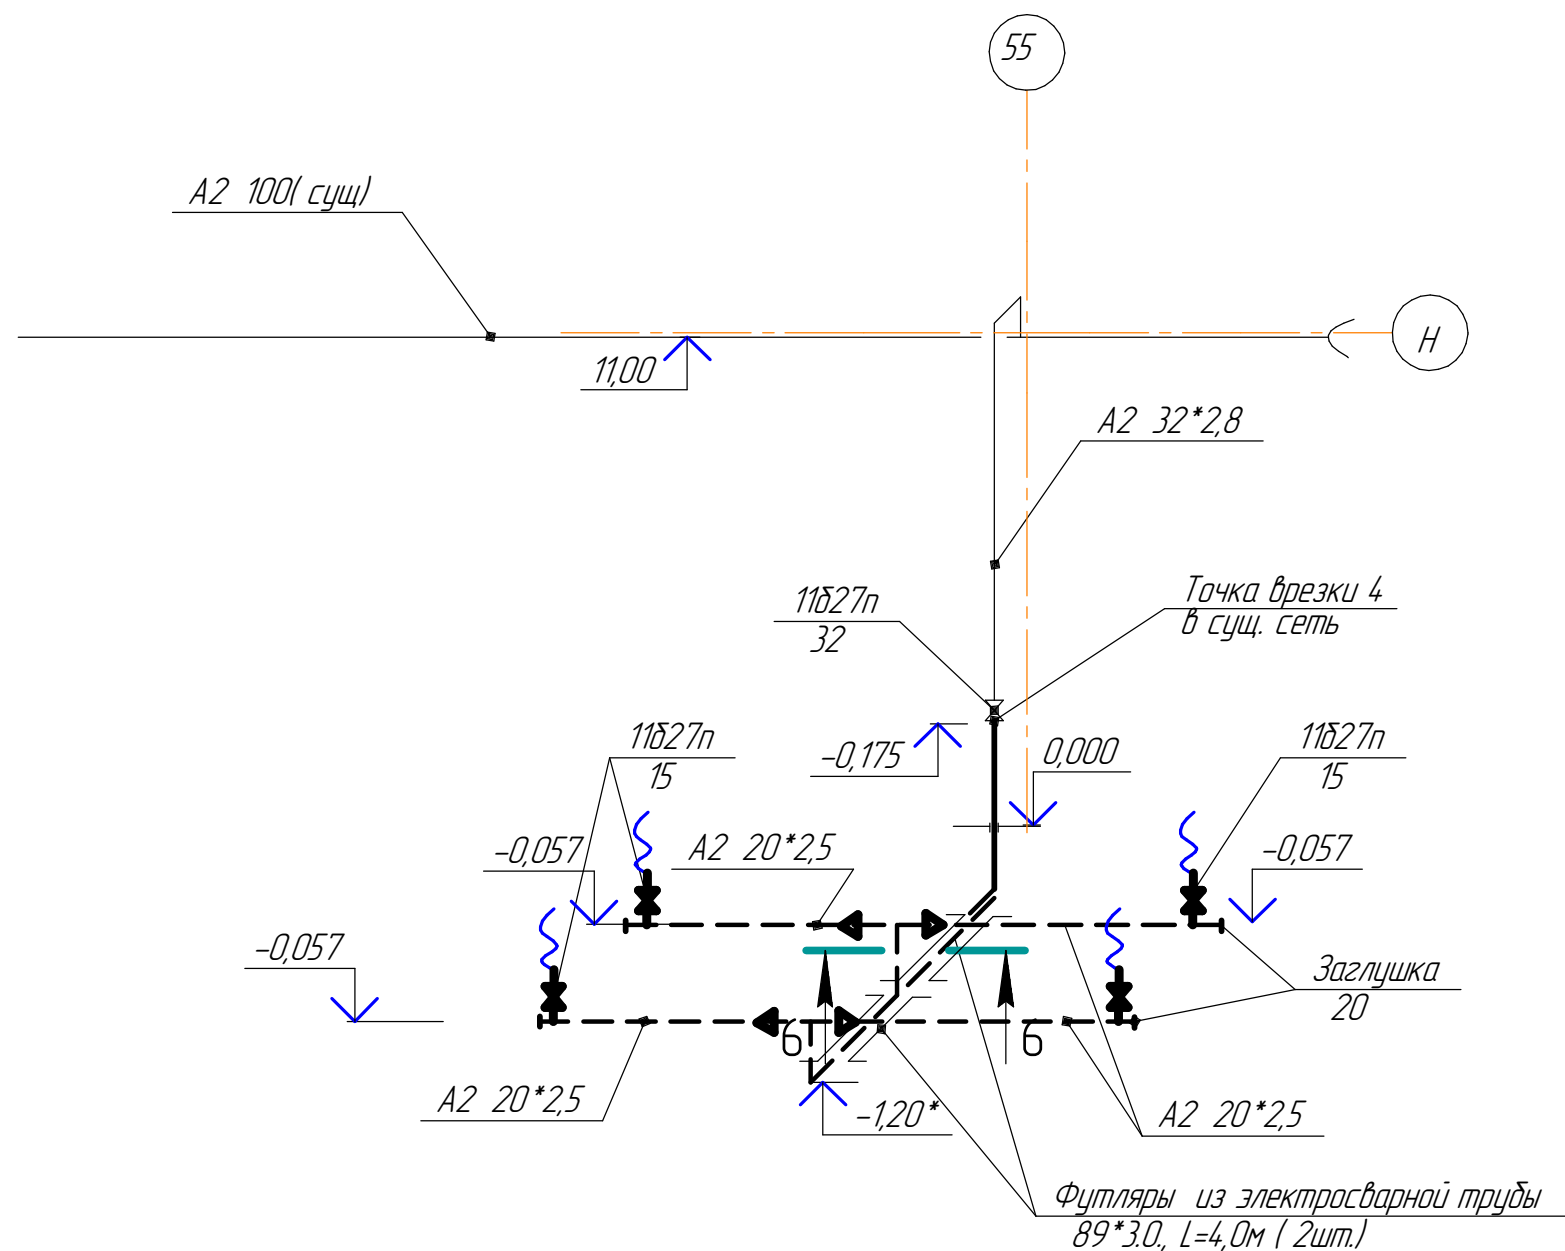 55
А2 100( сущ)
Н
11,00
А2 32*2,8
Точка врезки 4
в сущ. сеть
11б27п
32
11б27п
15
-0,175
0,000
11б27п
15
-0,057
А2 20*2,5
-0,057
-0,057
Заглушка
20
б
б
А2 20*2,5
-1,20*
А2 20*2,5
Футляры из электросварной трубы
89*3.0., L=4,0м ( 2шт.)